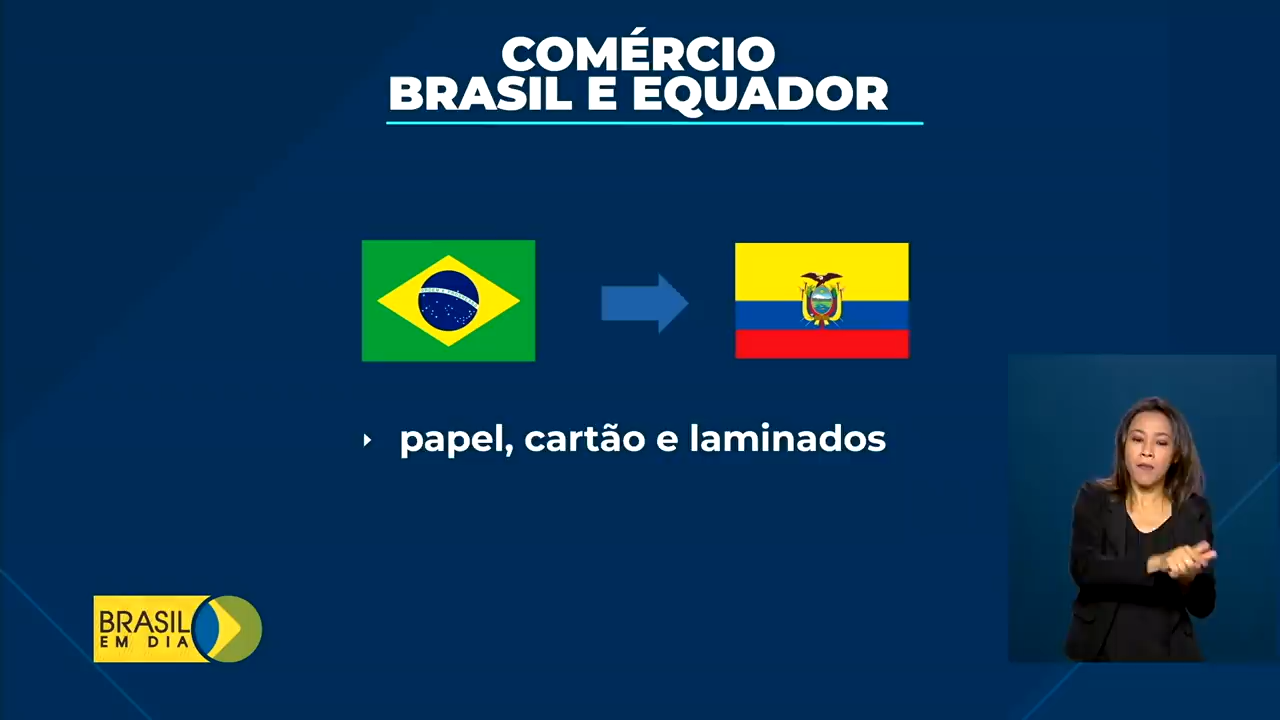 COMÉRCIO
BRASIL E EQUADOR
papel, cartão e laminados
BRASIL
EM DIA